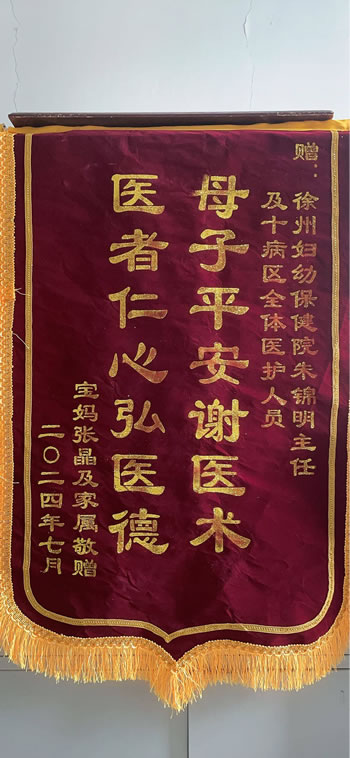 赠：
徐州妇幼保健院朱锦明主任
及十病区全体医护人员
母子平安谢医术
医者仁心弘医德
宝妈张晶及家属敬赠
二〇二四年七月